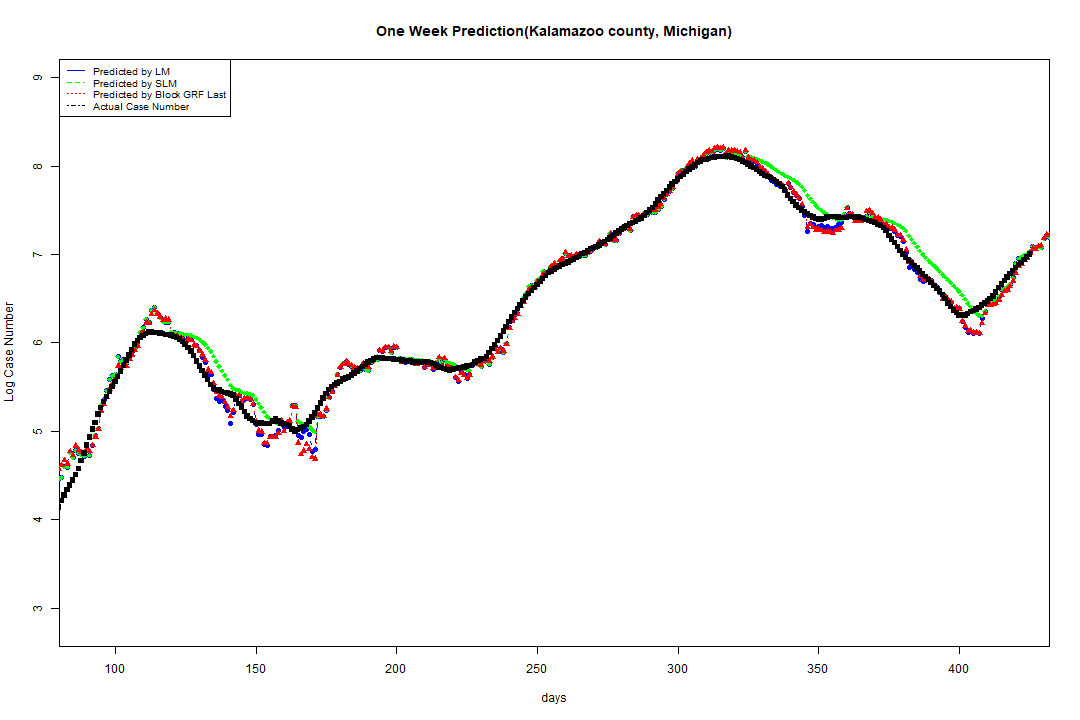 One Week Prediction(Kalamazoo county, Michigan)
Predicted by LM
Predicted by SLM
Predicted by Block GRF Last
Actual Case Number
9
8
7
6
5
4
3
Log Case Number
100 150 200 250 300 350 400
days